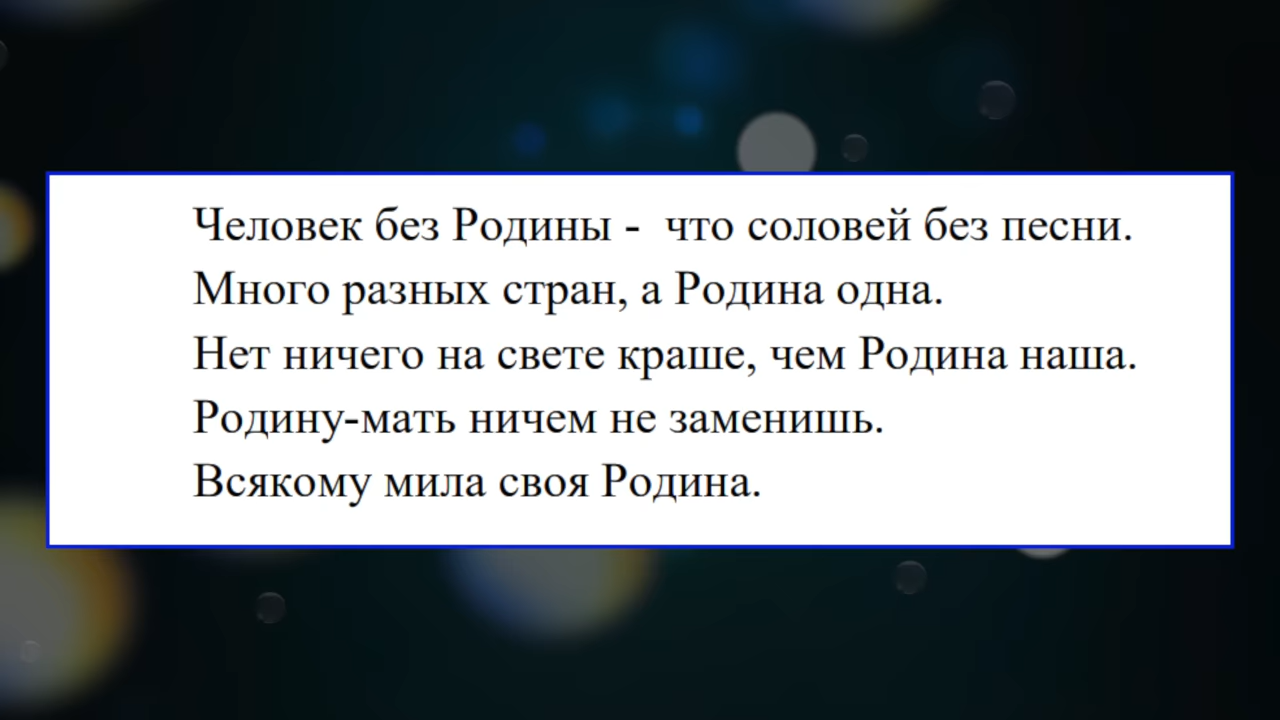 Человек без Родины -  что соловей без песни.
Много разных стран, а Родина одна.
Нет ничего на свете краше, чем Родина наша.
Родину-мать ничем не заменишь.
Всякому мила своя Родина.